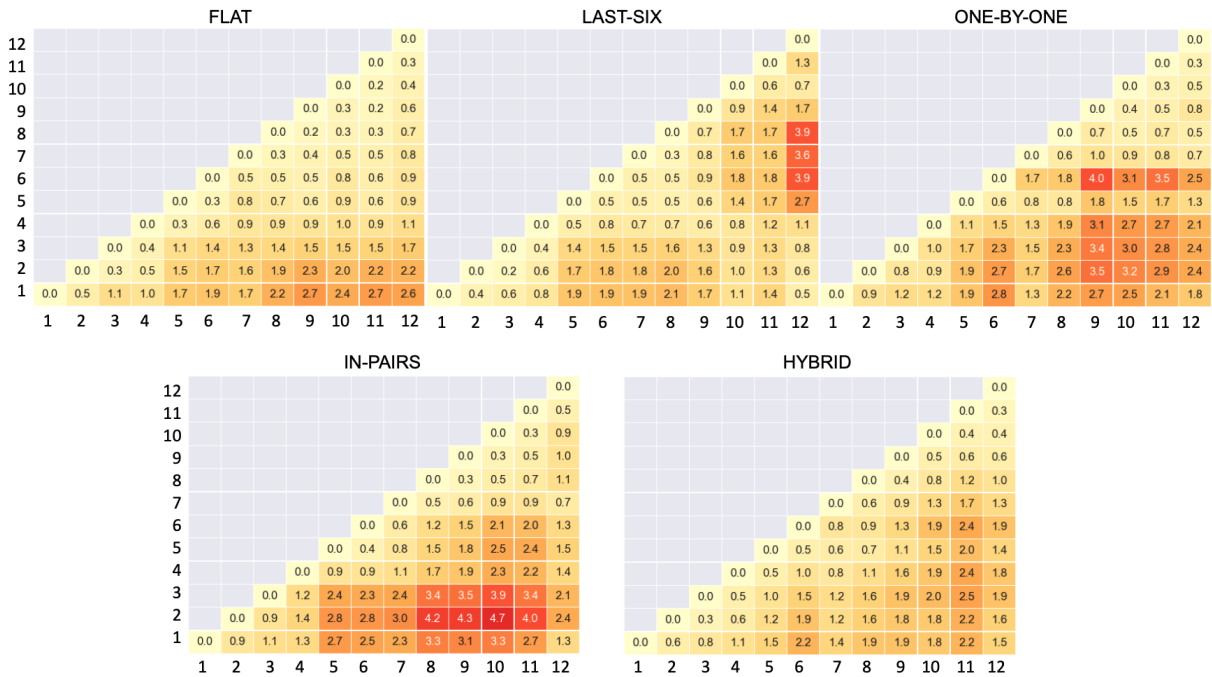 FLAT LAST-SIX ONE-BY-ONE
12 0.0 0.0 0.0
11 0.0 0.3 0.0 1.3 0.0 0.3
10 0.0 0.2 0.4 0.0 0.6 0.7 0.0 0.3 0.5
9 0.0 0.3 0.2 0.6 0.0 0.9 1.4 1.7 0.0 0.4 0.5 0.8
8 0.0 0.2 0.3 0.3 0.7 0.0 0.7 1.7 1.7 3.9 0.0 0.7 0.5 0.7 0.5
7 0.0 0.3 0.4 0.5 0.5 0.8 0.0 0.3 0.8 1.6 1.6 3.6 0.0 0.6 1.0 0.9 0.8 0.7
6 0.0 0.5 0.5 0.5 0.8 0.6 0.9 0.0 0.5 0.5 0.9 1.8 1.8 3.9 0.0 1.7 1.8 4.0 3.1 3.5 2.5
5 0.0 0.3 0.8 0.7 0.6 0.9 0.6 0.9 0.0 0.5 0.5 0.5 0.6 1.4 1.7 2.7 0.0 0.6 0.8 0.8 1.8 1.5 1.7 1.3
4 0.0 0.3 0.6 0.9 0.9 0.9 1.0 0.9 1.1 0.0 0.5 0.8 0.7 0.7 0.6 0.8 1.2 1.1 0.0 1.1 1.5 1.3 1.9 3.1 2.7 2.7 2.1
3 0.0 0.4 1.1 1.4 1.3 1.4 1.5 1.5 1.5 1.7 0.0 0.4 1.4 1.5 1.5 1.6 1.3 0.9 1.3 0.8 0.0 1.0 1.7 2.3 1.5 2.3 3.4 3.0 2.8 2.4
2 0.0 0.3 0.5 1.5 1.7 1.6 1.9 2.3 2.0 2.2 2.2 0.0 0.2 0.6 1.7 1.8 1.8 2.0 1.6 1.0 1.3 0.6 0.0 0.8 0.9 1.9 2.7 1.7 2.6 3.5 3.2 2.9 2.4
1 0.0 0.5 1.1 1.0 1.7 1.9 1.7 2.2 2.7 2.4 2.7 2.6 0.0 0.4 0.6 0.8 1.9 1.9 1.9 2.1 1.7 1.1 1.4 0.5 0.0 0.9 1.2 1.2 1.9 2.8 1.3 2.2 2.7 2.5 2.1 1.8
1 2 3 4 5 6 7 8 9 10 11 12 1 2 3 4 5 6 7 8 9 10 11 12 1 2 3 4 5 6 7 8 9 10 11 12
IN-PAIRS HYBRID
12 0.0 0.0
11 0.0 0.5 0.0 0.3
10 0.0 0.3 0.9 0.0 0.4 0.4
9 0.0 0.3 0.5 1.0 0.0 0.5 0.6 0.6
8 0.0 0.3 0.5 0.7 1.1 0.0 0.4 0.8 1.2 1.0
7 0.0 0.5 0.6 0.9 0.9 0.7 0.0 0.6 0.9 1.3 1.7 1.3
6 0.0 0.6 1.2 1.5 2.1 2.0 1.3 0.0 0.8 0.9 1.3 1.9 2.4 1.9
5 0.0 0.4 0.8 1.5 1.8 2.5 2.4 1.5 0.0 0.5 0.6 0.7 1.1 1.5 2.0 1.4
4 0.0 0.9 0.9 1.1 1.7 1.9 2.3 2.2 1.4 0.0 0.5 1.0 0.8 1.1 1.6 1.9 2.4 1.8
3 0.0 1.2 2.4 2.3 2.4 3.4 3.5 3.9 3.4 2.1 0.0 0.5 1.0 1.5 1.2 1.6 1.9 2.0 2.5 1.9
2 0.0 0.9 1.4 2.8 2.8 3.0 4.2 4.3 4.7 4.0 2.4 0.0 0.3 0.6 1.2 1.9 1.2 1.6 1.8 1.8 2.2 1.6
1 0.0 0.9 1.1 1.3 2.7 2.5 2.3 3.3 3.1 3.3 2.7 1.3 0.0 0.6 0.8 1.1 1.5 2.2 1.4 1.9 1.9 1.8 2.2 1.5
1 2 3 4 5 6 7 8 9 10 11 12 1 2 3 4 5 6 7 8 9 10 11 12